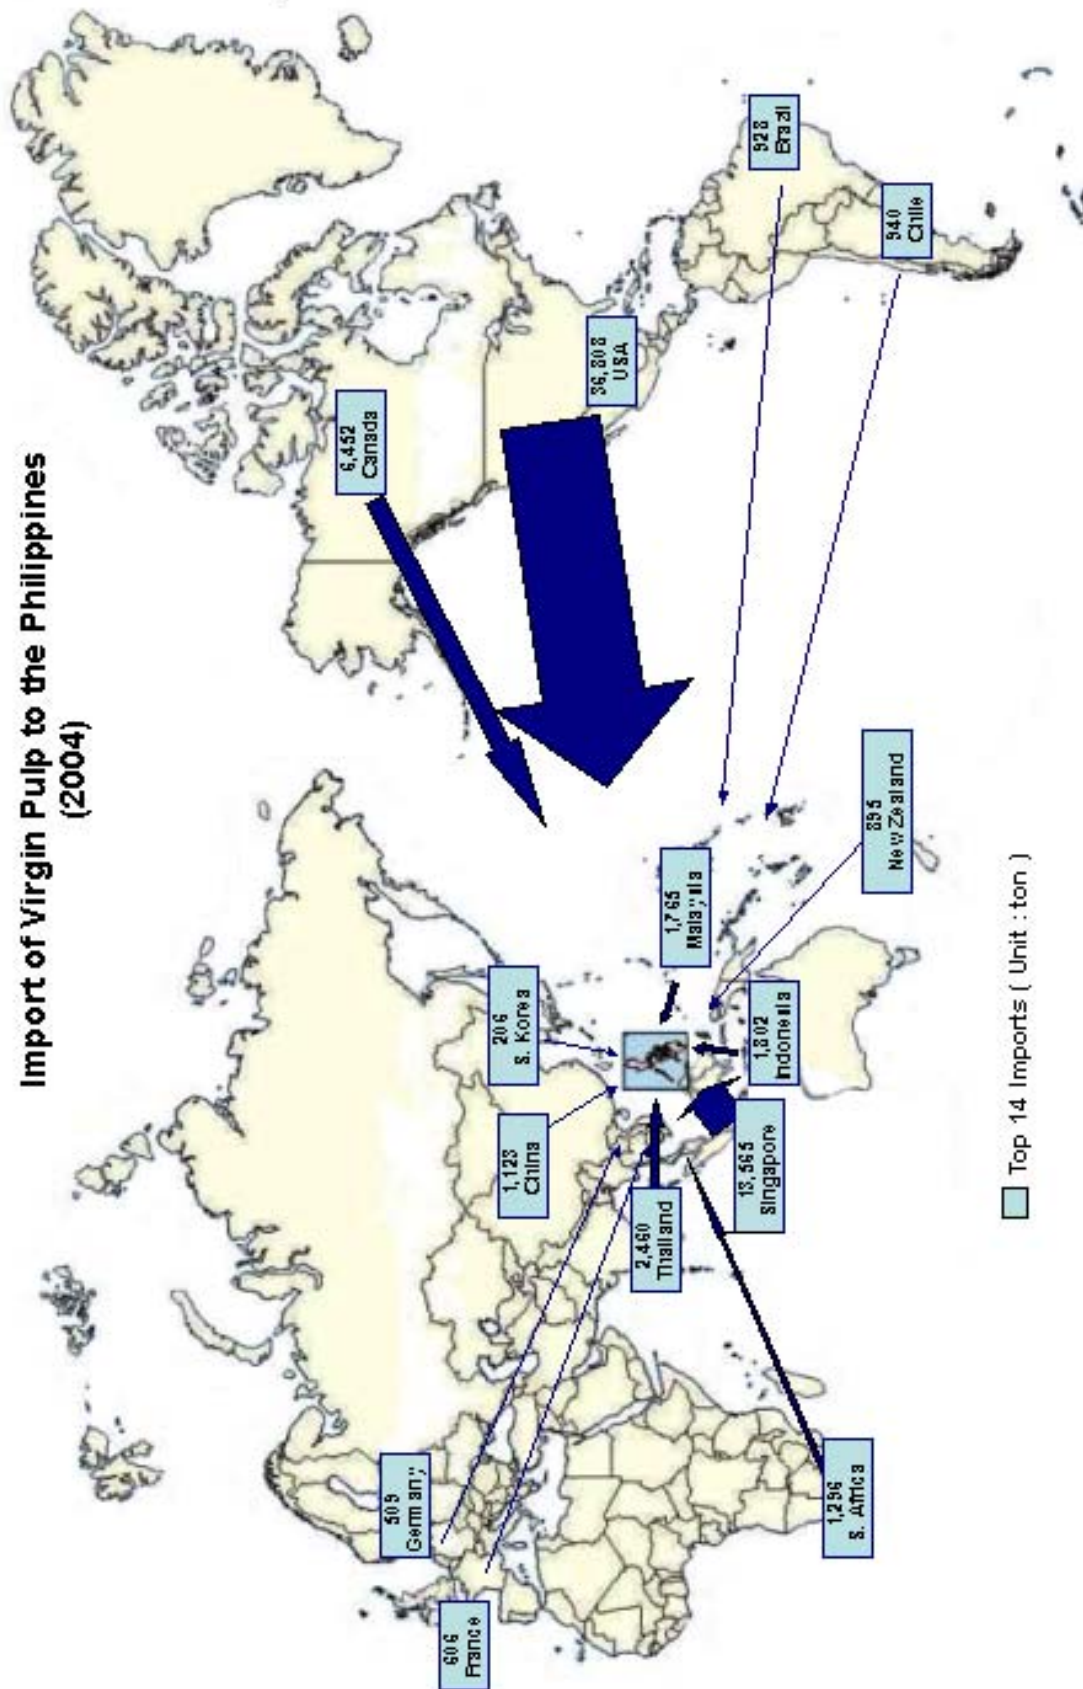 Import of Virgin Pulp to the Philippines
(2004)
6,452
Canada
36,808
USA
928
Brazil
940
Chile
895
New Zealand
1,765
Malaysia
206
S. Korea
1,123
China
1,802
Indonesia
13,565
Singapore
2,460
Thailand
509
Germany
606
France
1,296
S. Africa
Top 14 Imports ( Unit : ton )